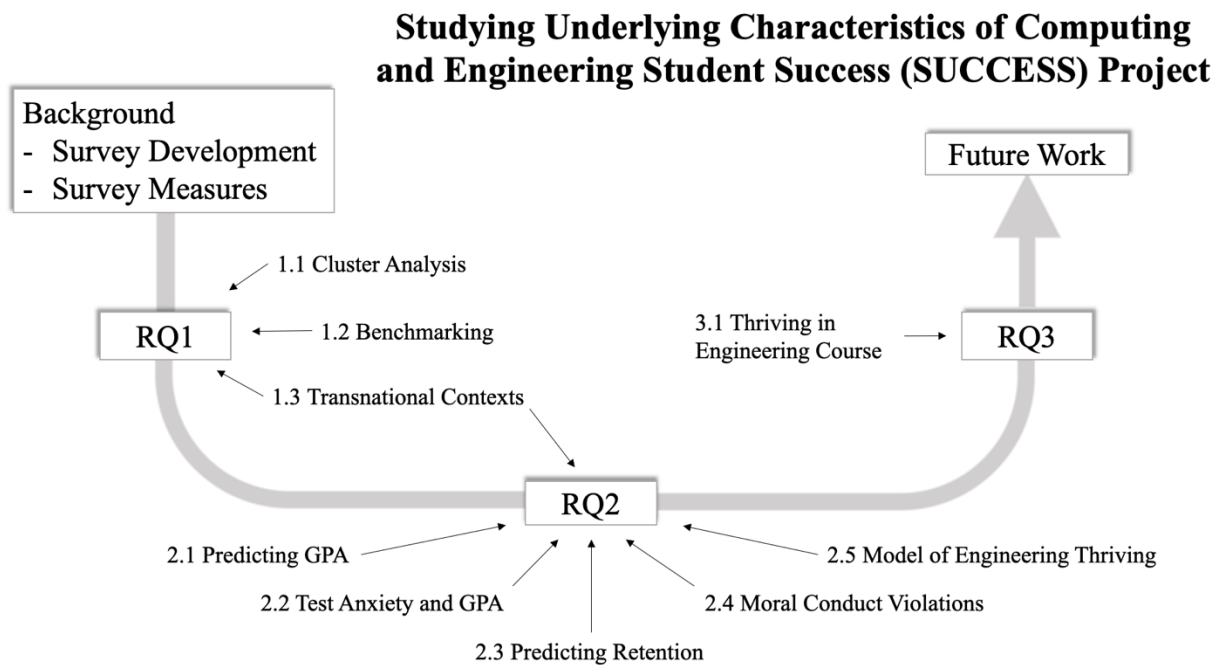 Studying Underlying Characteristics of Computing
and Engineering Student Success (SUCCESS) Project
Background
- Survey Development
- Survey Measures
Future Work
1.1 Cluster Analysis
RQ1
1.2 Benchmarking
3.1 Thriving in
Engineering Course
RQ3
1.3 Transnational Contexts
RQ2
2.1 Predicting GPA
2.5 Model of Engineering Thriving
2.2 Test Anxiety and GPA
2.4 Moral Conduct Violations
2.3 Predicting Retention